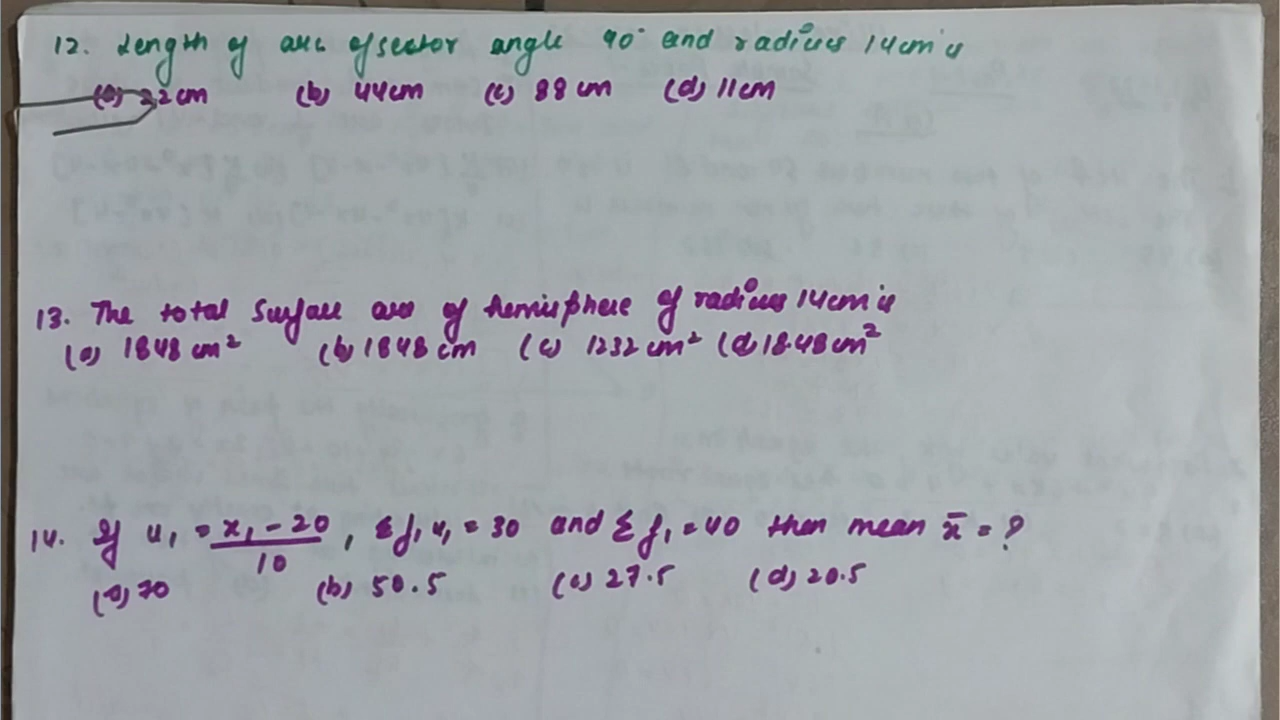 12. Length of arc of sector angle 90° and radius 14cm is
(a) 22cm (b) 44cm (c) 88 cm (d) 11cm
13. The total Surface area of hemisphere of radius 14cm is
(a) 1848 cm² (b) 1848 cm (c) 1232 cm² (d) 18.48cm²
14. If u₁ = x₁ - 20 / 10 , Σf₁u₁ = 30 and Σf₁ = 40 then mean x̄ = ?
(a) 70 (b) 50.5 (c) 27.5 (d) 20.5